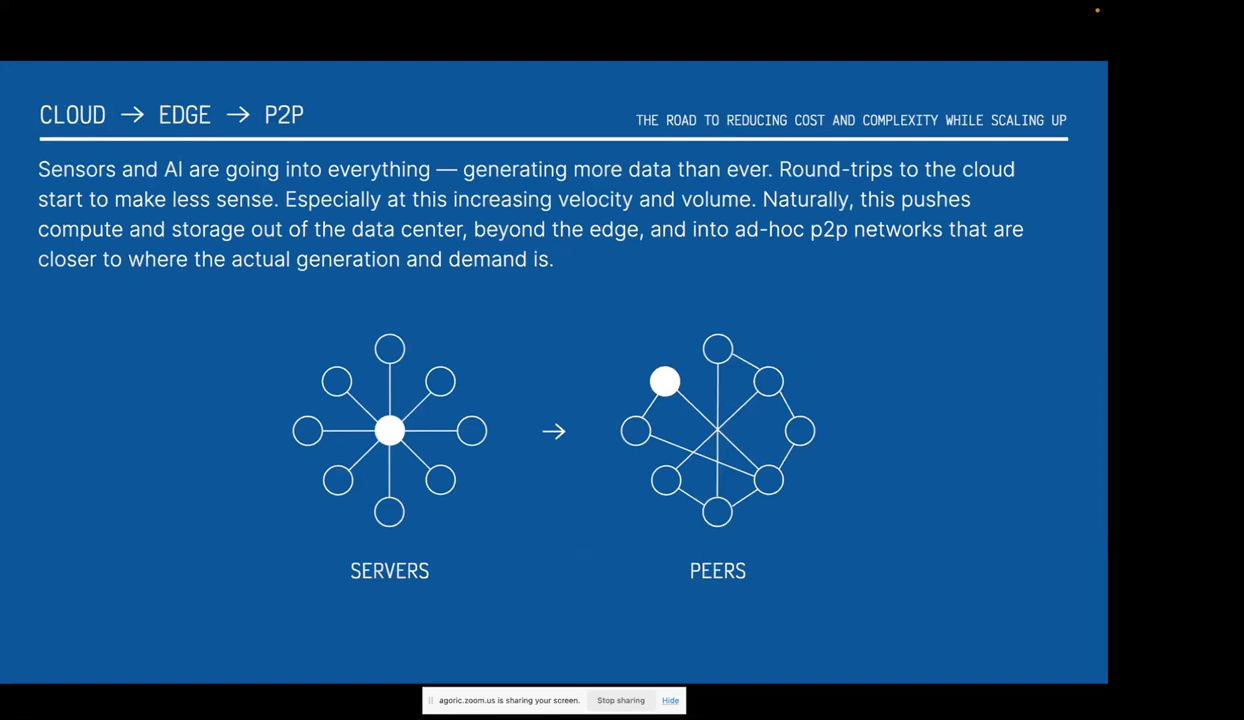 CLOUD → EDGE → P2P
THE ROAD TO REDUCING COST AND COMPLEXITY WHILE SCALING UP
Sensors and AI are going into everything — generating more data than ever. Round-trips to the cloud
start to make less sense. Especially at this increasing velocity and volume. Naturally, this pushes
compute and storage out of the data center, beyond the edge, and into ad-hoc p2p networks that are
closer to where the actual generation and demand is.
→
SERVERS
PEERS
agoric.zoom.us is sharing your screen.
Stop sharing
Hide